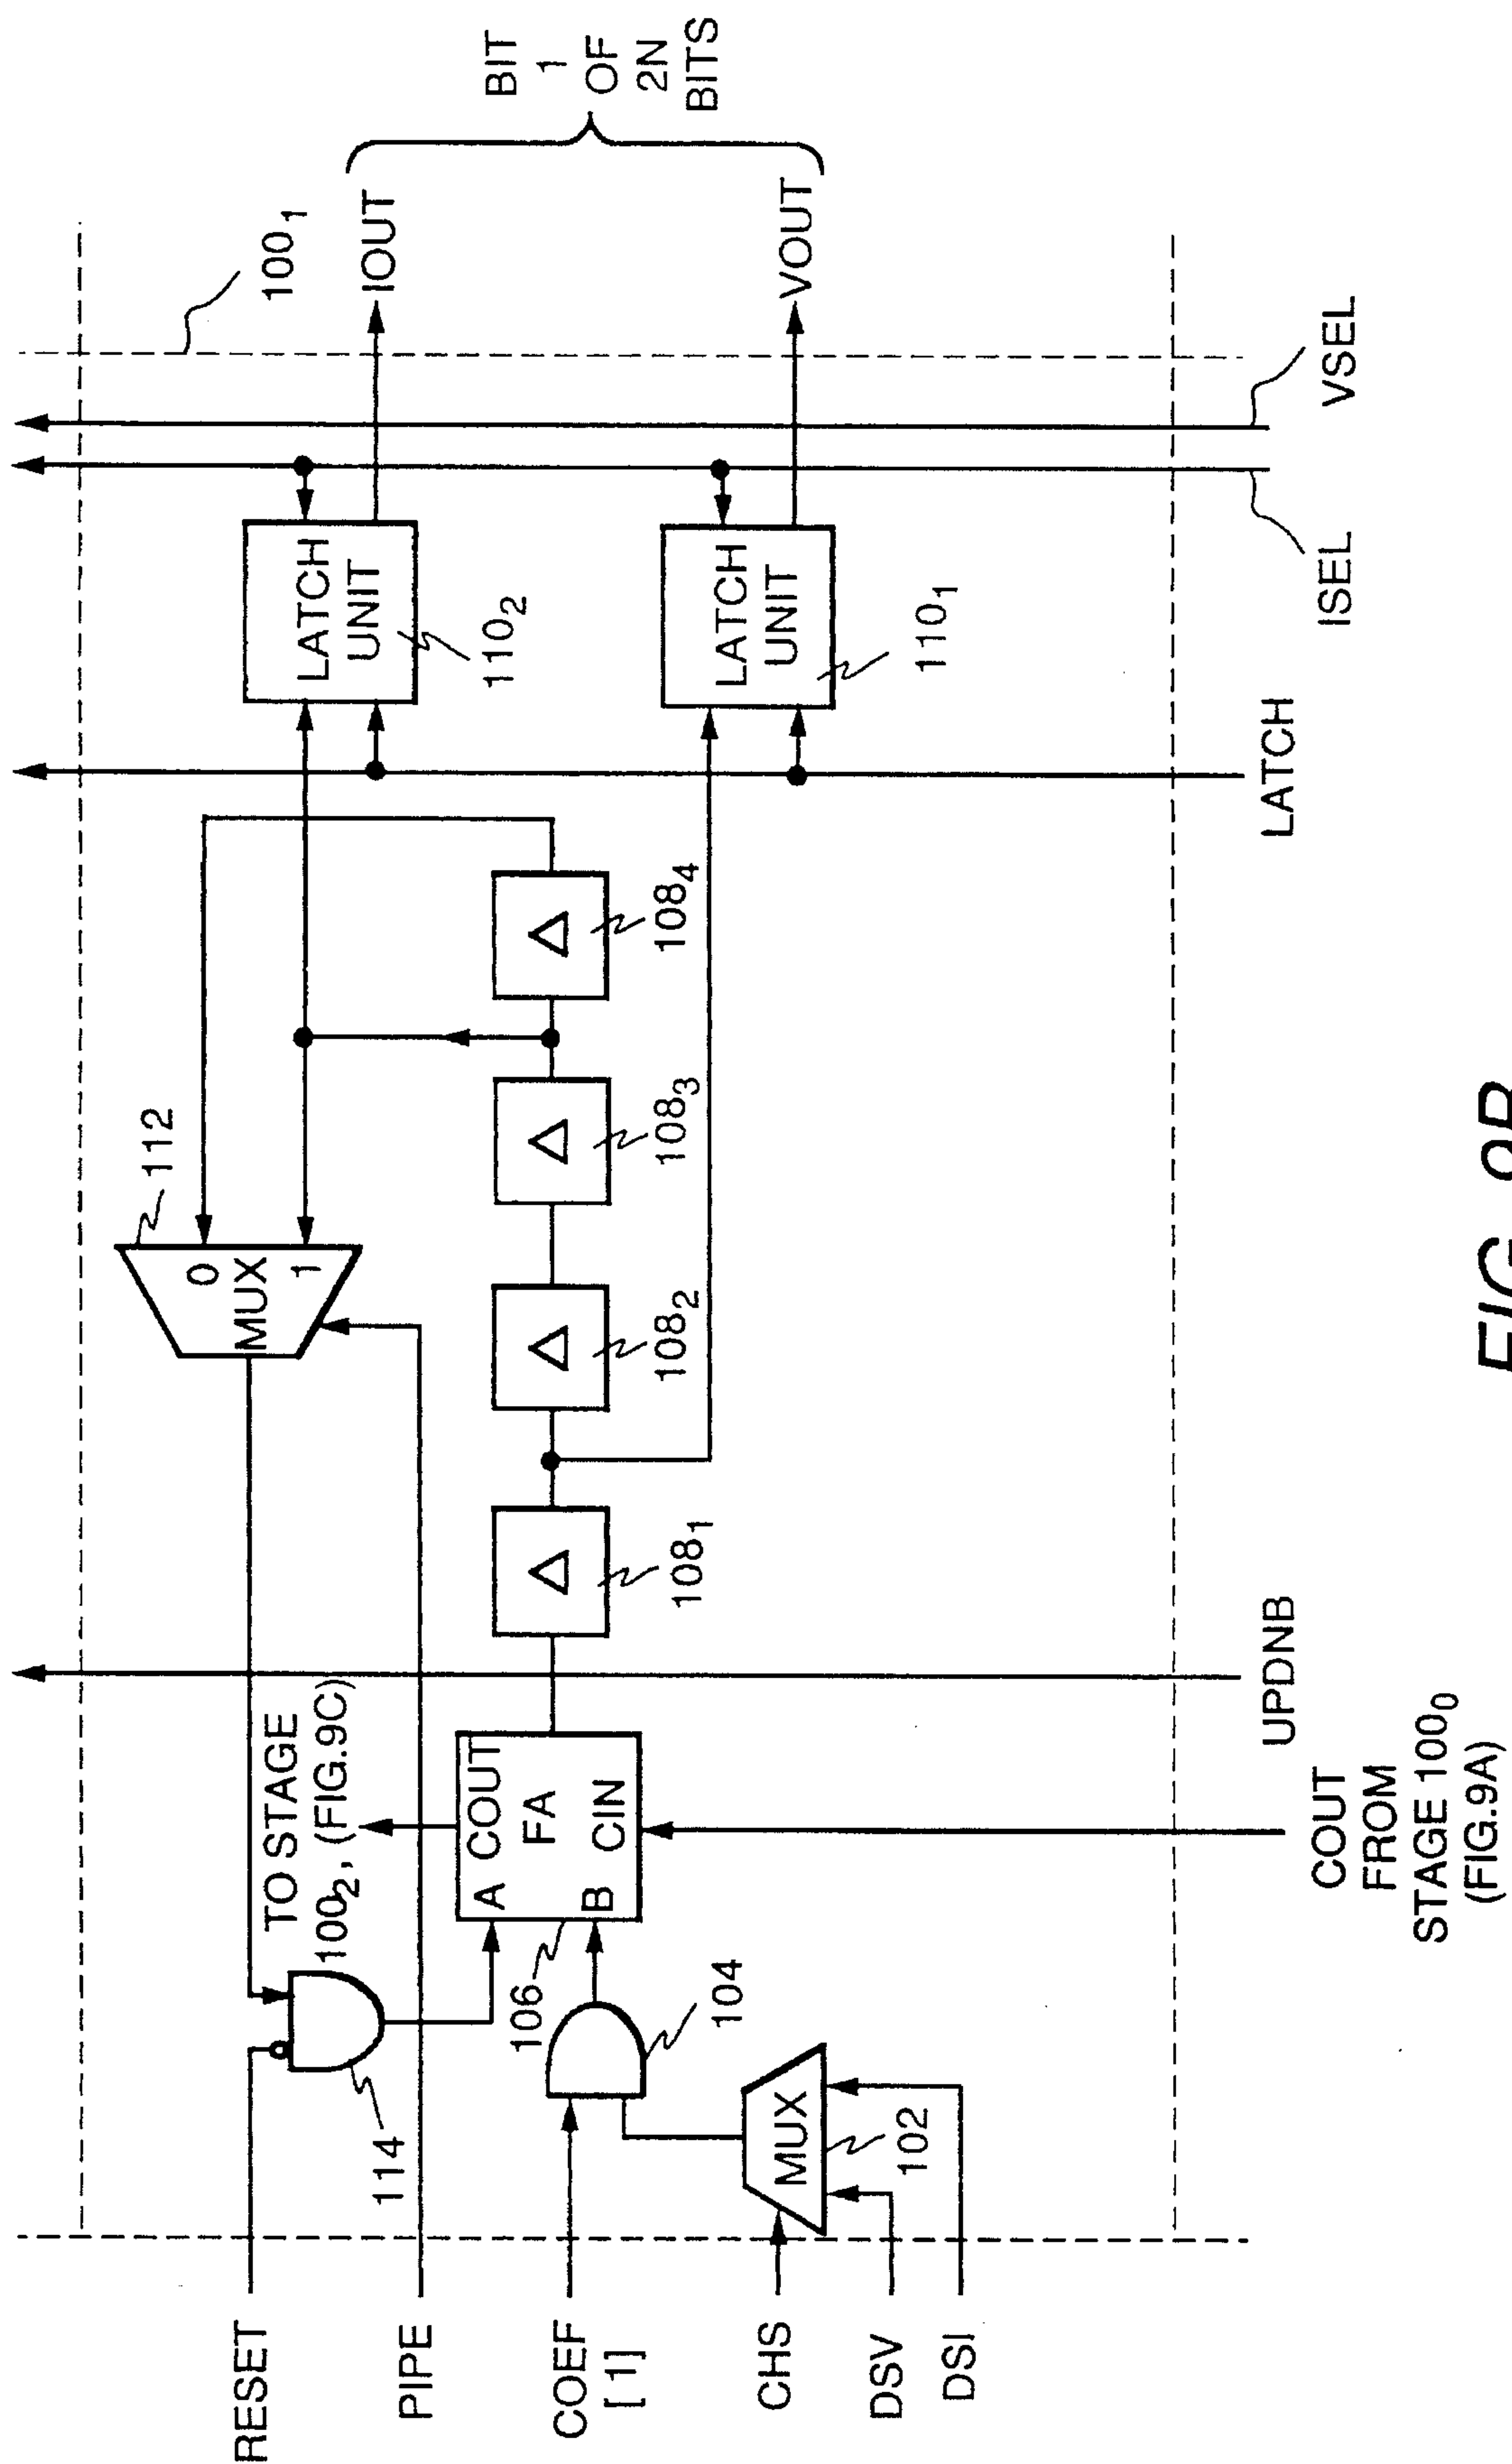 RESET
PIPE
COEF
[1]
CHS
DSV
DSI
114
TO STAGE
100₂, (FIG.9C)
106
104
MUX
102
A
COUT
FA
B
CIN
UPDNB
COUT
FROM
STAGE 100₀
(FIG.9A)
108₁
108₂
108₃
108₄
112
0
MUX
1
LATCH
LATCH
UNIT
110₂
LATCH
UNIT
110₁
ISEL
VSEL
100₁
IOUT
VOUT
BIT
1
OF
2N
BITS
FIG. 9B